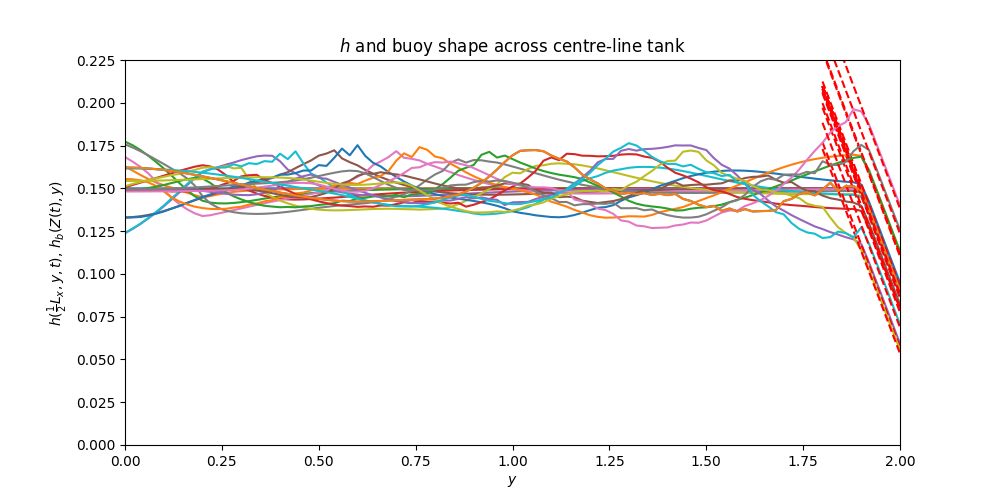 h and buoy shape across centre-line tank
h(½Lₓ, y, t), h_b(Z(t), y)
0.225
0.200
0.175
0.150
0.125
0.100
0.075
0.050
0.025
0.000
0.00 0.25 0.50 0.75 1.00 1.25 1.50 1.75 2.00
y